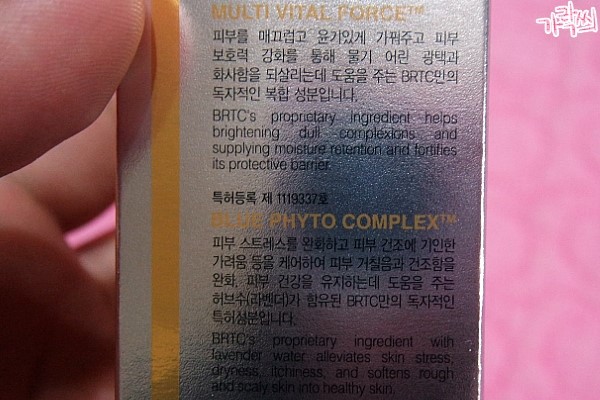 가락찌
MULTI VITAL FORCE™
피부를 매끄럽고 윤기있게 가꿔주고 피부
보호력 강화를 통해 물기 어린 광택과
화사함을 되살리는데 도움을 주는 BRTC만의
독자적인 복합 성분입니다.
BRTC's proprietary ingredient helps
brightening dull complexions and
supplying moisture retention and fortifies
its protective barrier.
특허등록 제 1119337호
BLUE PHYTO COMPLEX™
피부 스트레스를 완화하고 피부 건조에 기인한
가려움 등을 케어하여 피부 거칠음과 건조함을
완화, 피부 건강을 유지하는데 도움을 주는
허브수(라벤더)가 함유된 BRTC만의 독자적인
특허성분입니다.
BRTC's proprietary ingredient with
lavender water alleviates skin stress,
dryness, itchiness, and softens rough
and scaly skin into healthy skin.